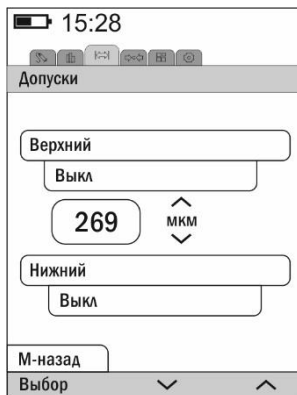 15:28
Допуски
Верхний
Выкл
269 мкм
Нижний
Выкл
М-назад
Выбор